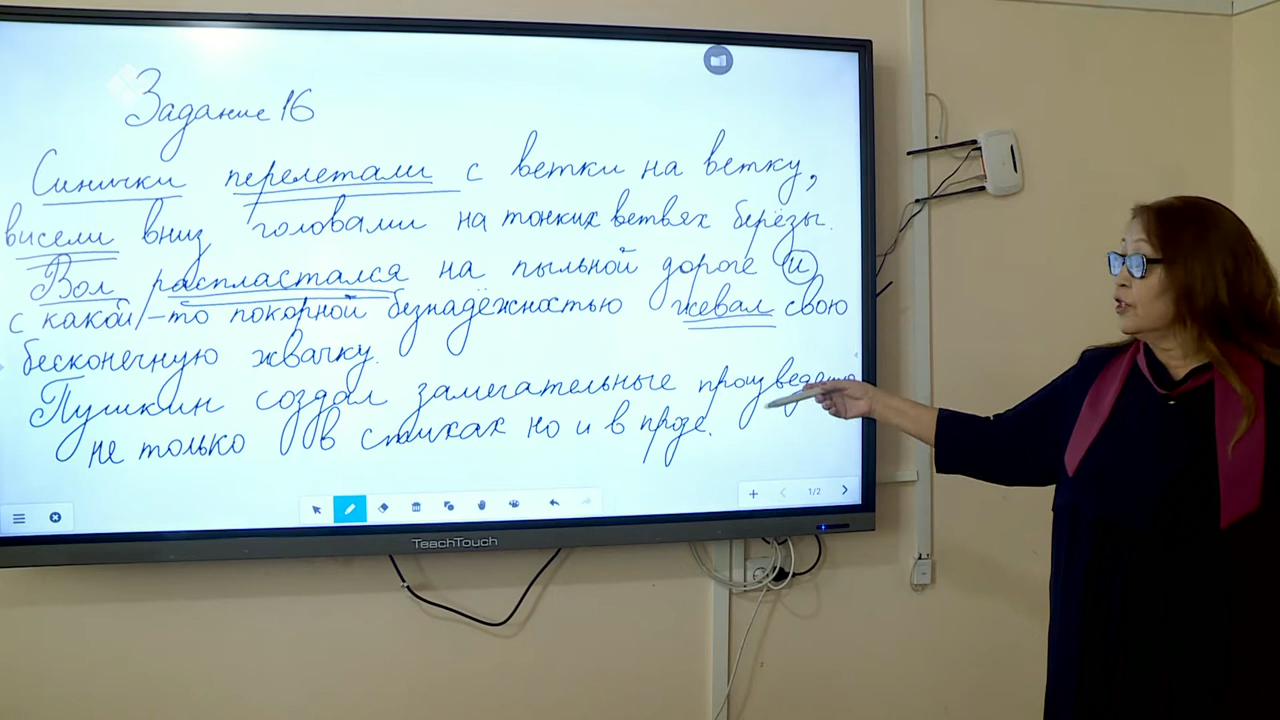 Задание 16
Синички перелетали с ветки на ветку,
висели вниз головами на тонких ветвях берёзы.
Вол распластался на пыльной дороге и
с какой-то покорной безнадёжностью жевал свою
бесконечную жвачку.
Пушкин создал замечательные
не только в стихах но и в прозе.
1/2
TeachTouch